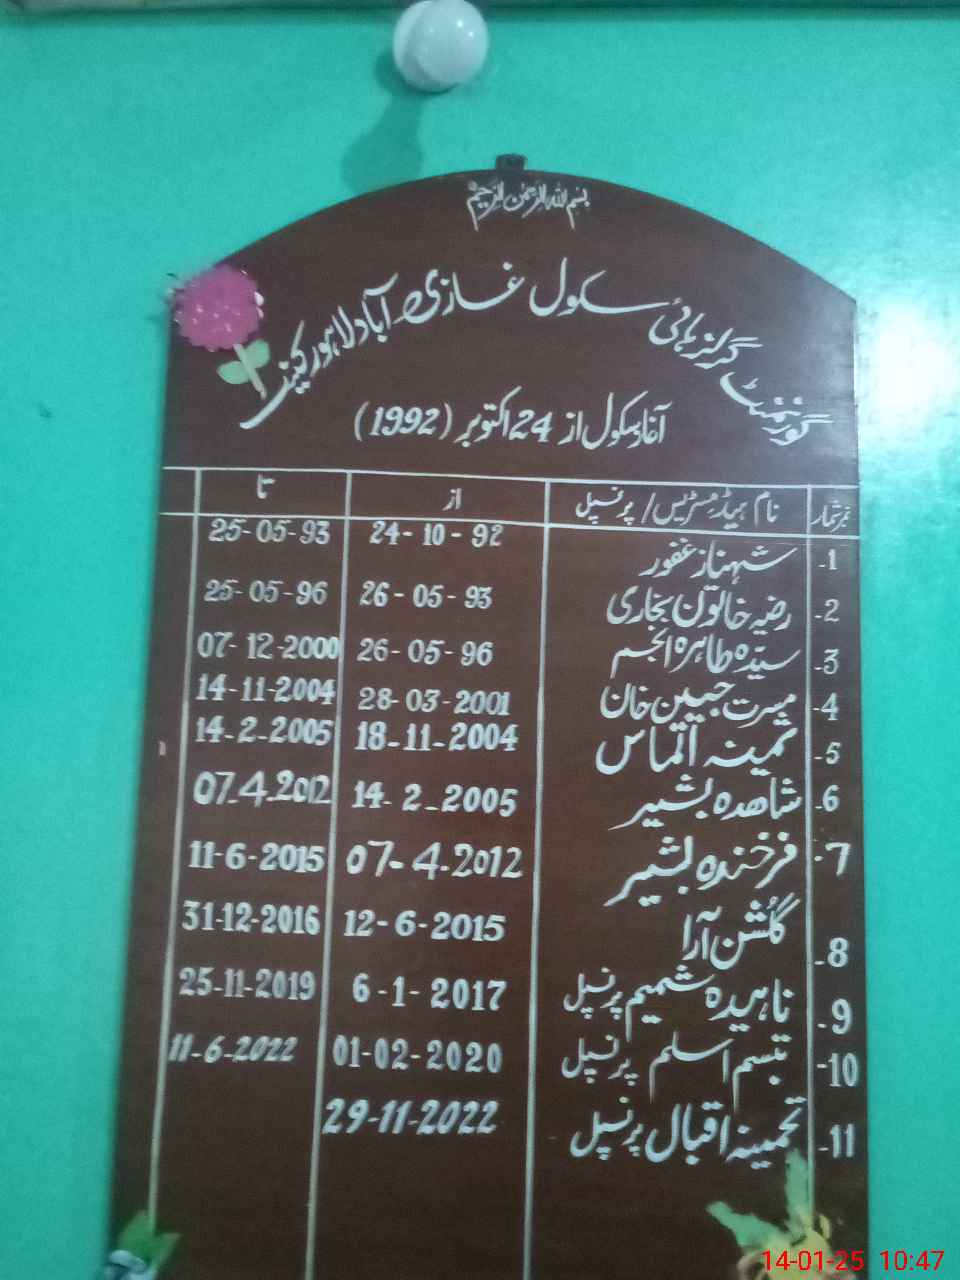 بسم اللہ الرحمن الرحیم
گورنمنٹ گرلز ہائی سکول غازی آباد لاہور کینٹ
آغاز سکول از 24 اکتوبر (1992)
نمبر شمار نام ہیڈ مسٹریس/پرنسپل از تا
1- شہناز غفور 24-10-92 25-05-93
2- رضیہ خاتون بخاری 26-05-93 25-05-96
3- سیّدہ طاہرہ انجم 26-05-96 07-12-2000
4- مسرت جبین خان 28-03-2001 14-11-2004
5- ثمینہ الماس 18-11-2004 14-2-2005
6- شاھدہ بشیر 14-2-2005 07-4-2012
7- فرخندہ بشیر 07-4-2012 11-6-2015
8- گلشن آرا 12-6-2015 31-12-2016
9- ناہیدہ شمیم پرنسپل 6-1-2017 25-11-2019
10- تبسم اسلم پرنسپل 01-02-2020 11-6-2022
11- تحمینہ اقبال پرنسپل 29-11-2022
14-01-25 10:47